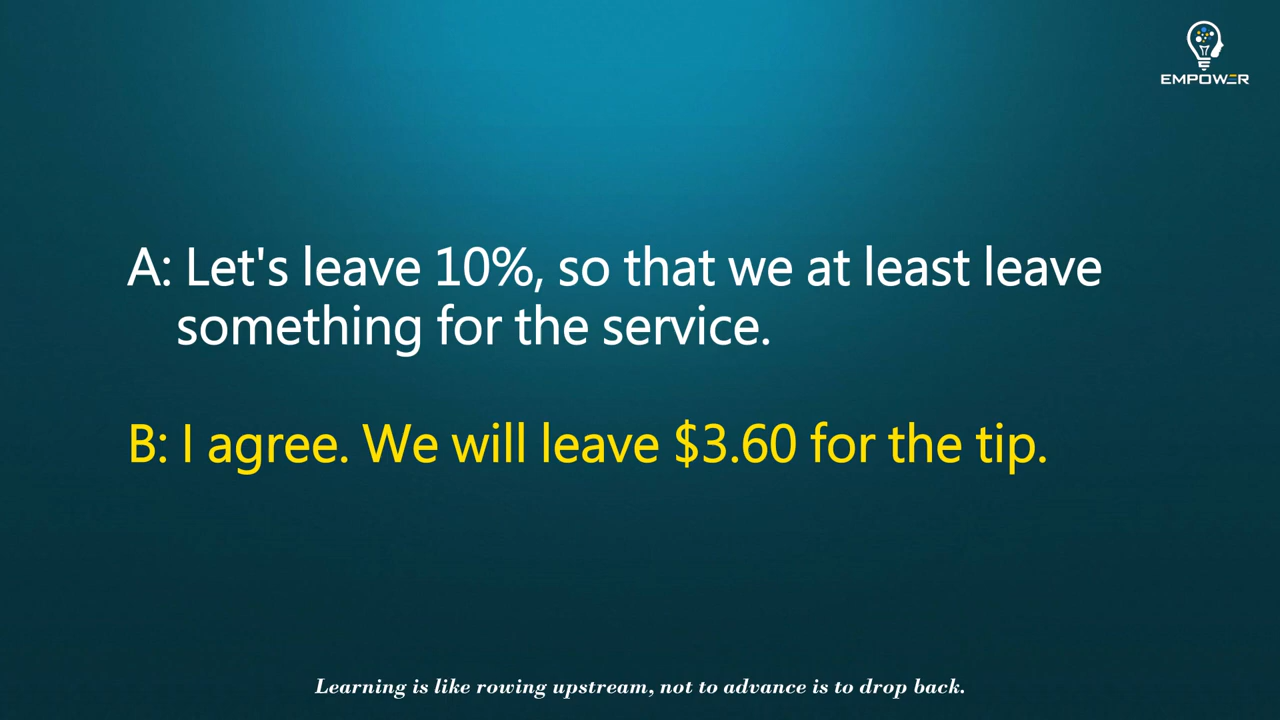 EMPOWER
A: Let's leave 10%, so that we at least leave
something for the service.
B: I agree. We will leave $3.60 for the tip.
Learning is like rowing upstream, not to advance is to drop back.